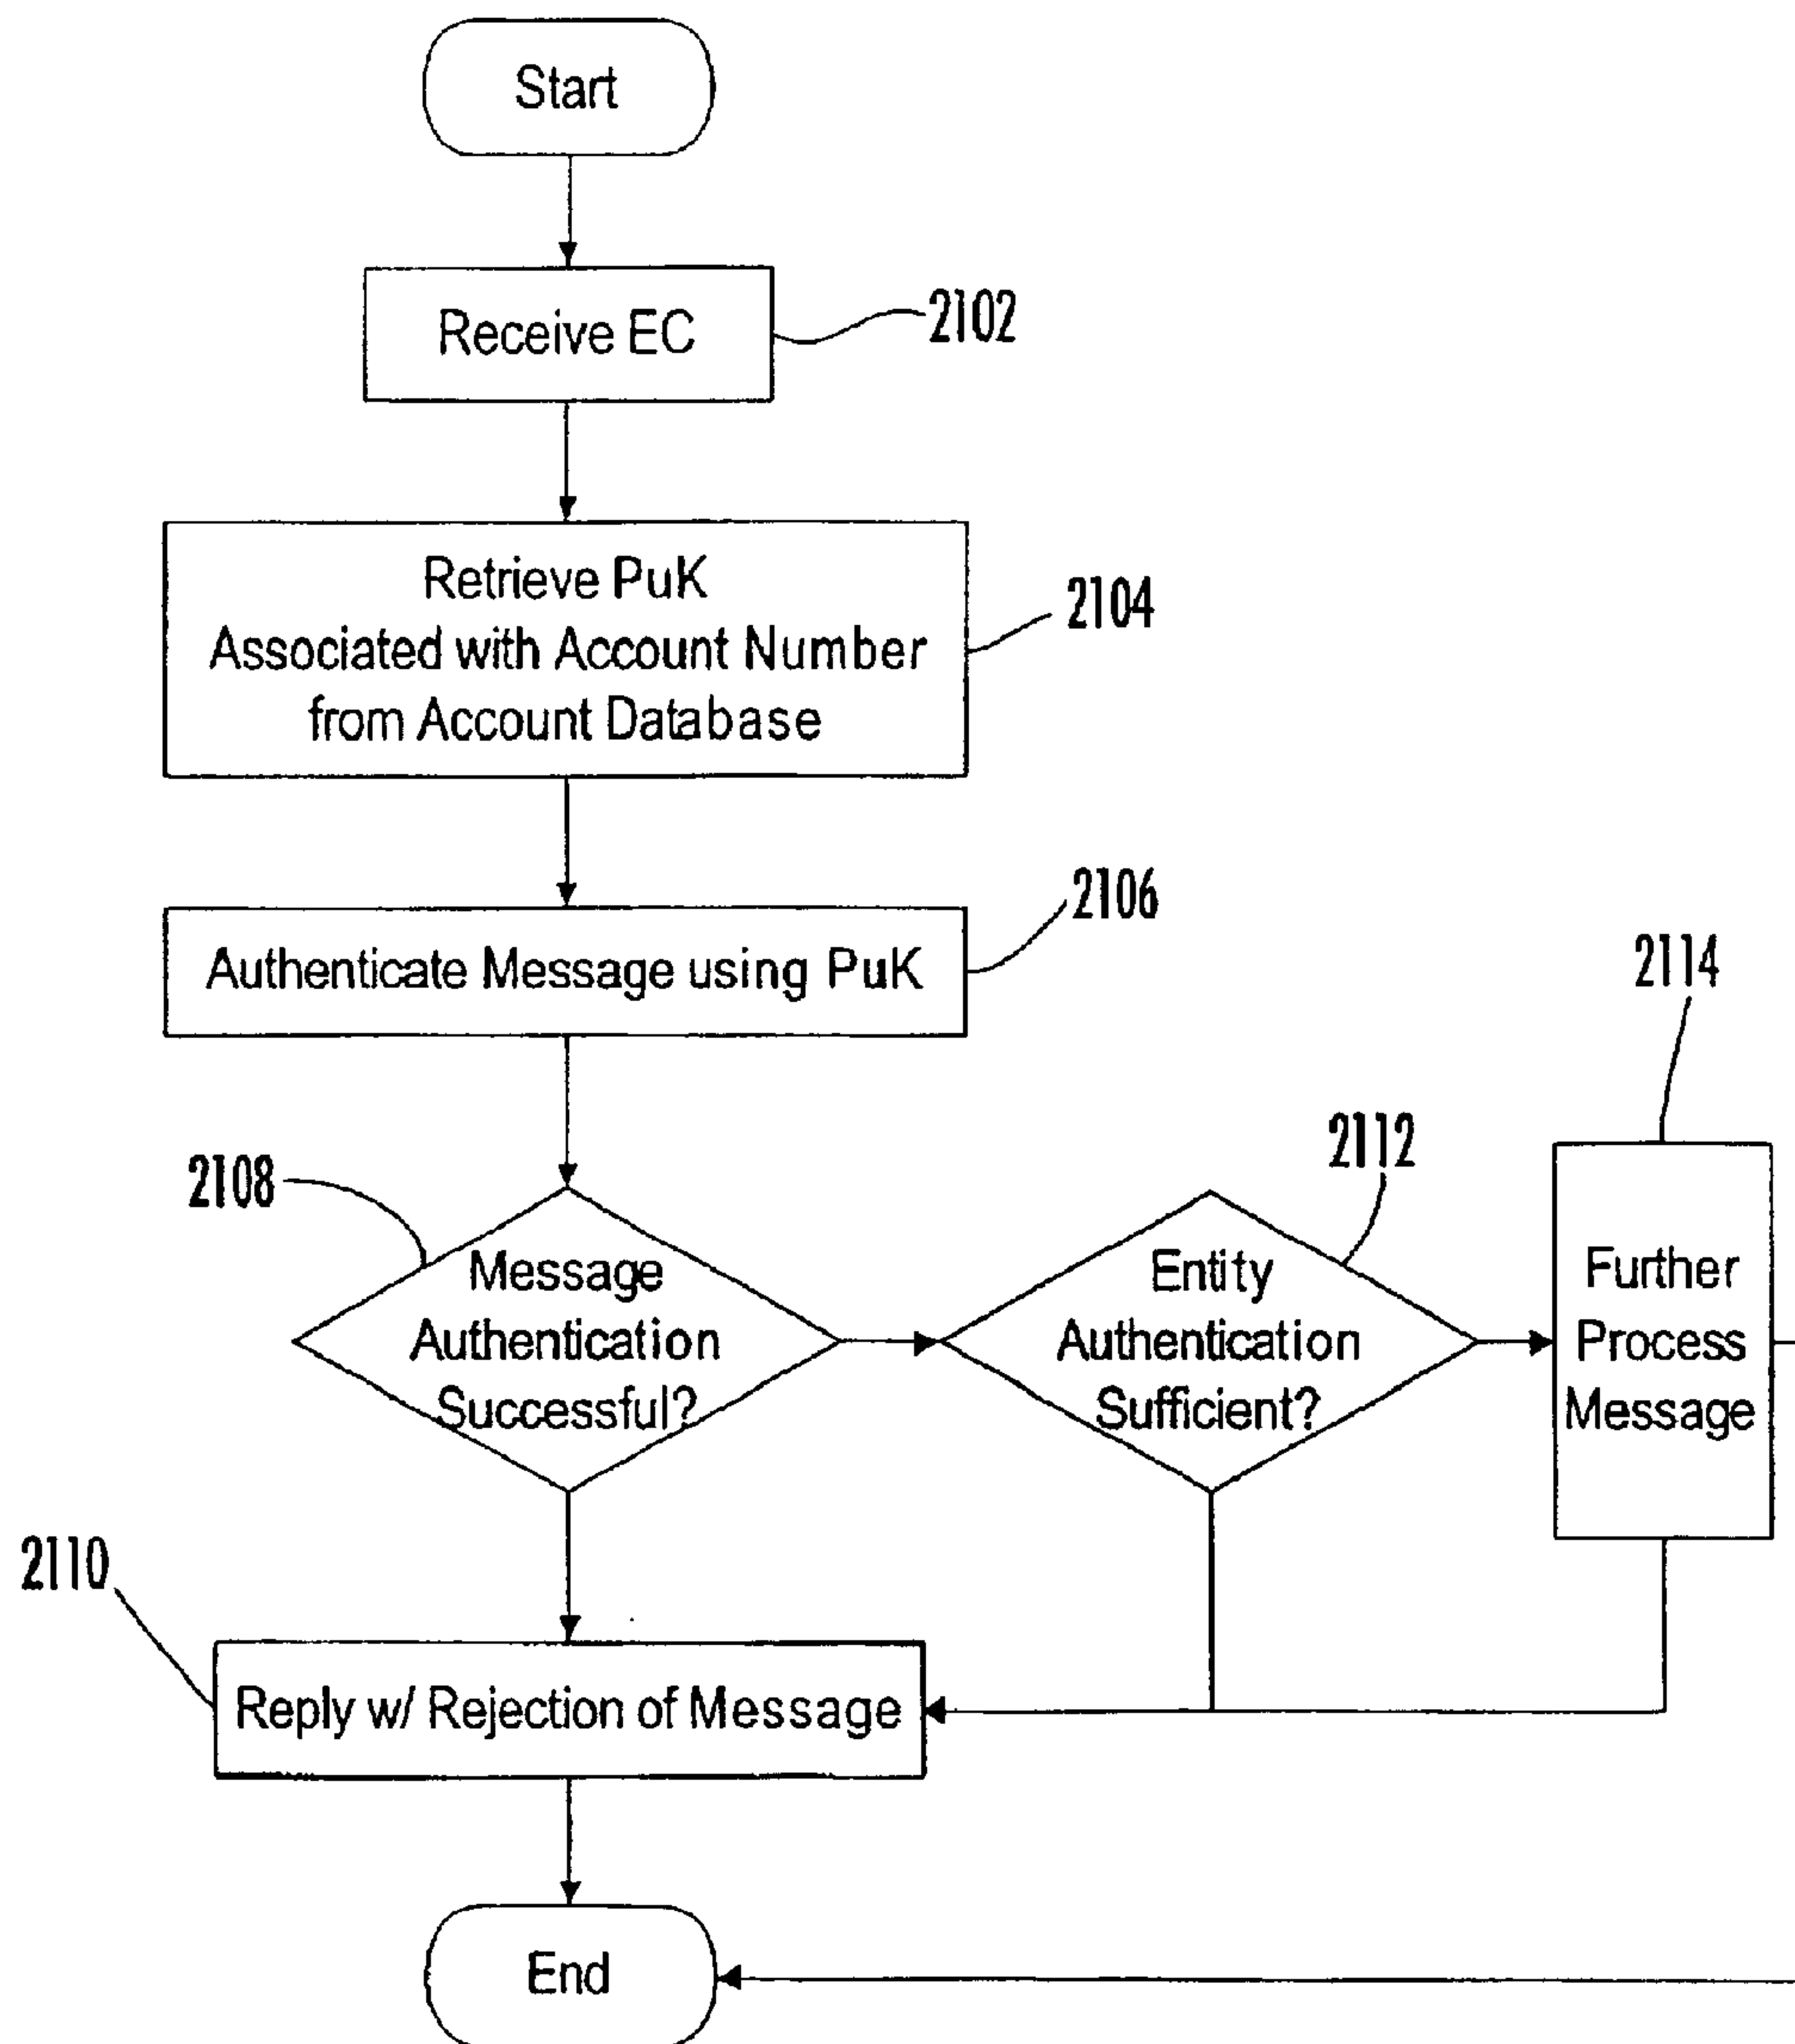 Start
Receive EC
2102
Retrieve PuK
Associated with Account Number
from Account Database
2104
Authenticate Message using PuK
2106
2108
Message
Authentication
Successful?
2112
Entity
Authentication
Sufficient?
2114
Further
Process
Message
2110
Reply w/ Rejection of Message
End